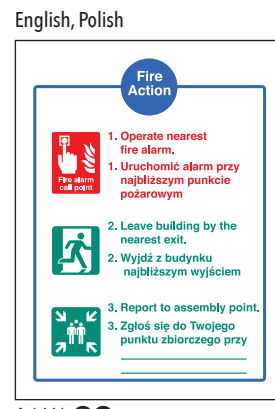 English, Polish
Fire
Action
1. Operate nearest
fire alarm.
Fire alarm
call point
1. Uruchomić alarm przy
najbliższym punkcie
pożarowym
2. Leave building by the
nearest exit.
2. Wyjdź z budynku
najbliższym wyjściem
3. Report to assembly point.
3. Zgłoś się do Twojego
punktu zbiorczego przy